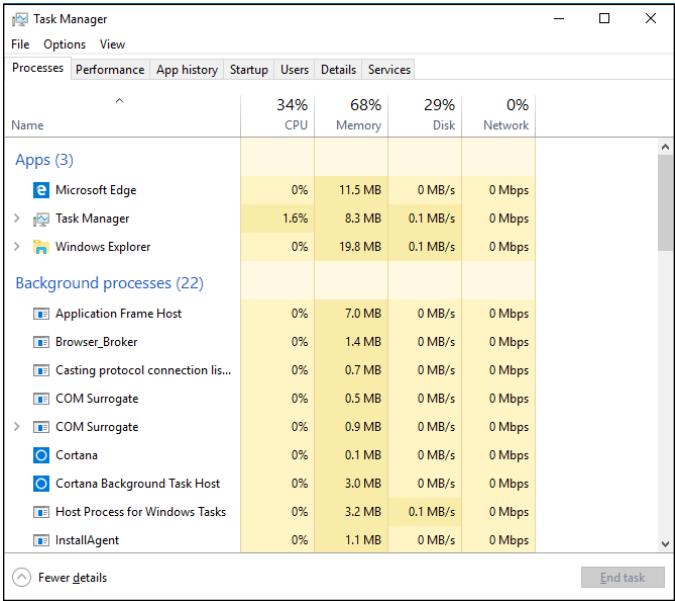 Task Manager
File Options View
Processes Performance App history Startup Users Details Services
34% 68% 29% 0%
Name CPU Memory Disk Network
Apps (3)
Microsoft Edge 0% 11.5 MB 0 MB/s 0 Mbps
Task Manager 1.6% 8.3 MB 0.1 MB/s 0 Mbps
Windows Explorer 0% 19.8 MB 0.1 MB/s 0 Mbps
Background processes (22)
Application Frame Host 0% 7.0 MB 0 MB/s 0 Mbps
Browser_Broker 0% 1.4 MB 0 MB/s 0 Mbps
Casting protocol connection lis... 0% 0.7 MB 0 MB/s 0 Mbps
COM Surrogate 0% 0.5 MB 0 MB/s 0 Mbps
COM Surrogate 0% 0.9 MB 0 MB/s 0 Mbps
Cortana 0% 0.1 MB 0 MB/s 0 Mbps
Cortana Background Task Host 0% 3.0 MB 0 MB/s 0 Mbps
Host Process for Windows Tasks 0% 3.2 MB 0.1 MB/s 0 Mbps
InstallAgent 0% 1.1 MB 0 MB/s 0 Mbps
Fewer details End task